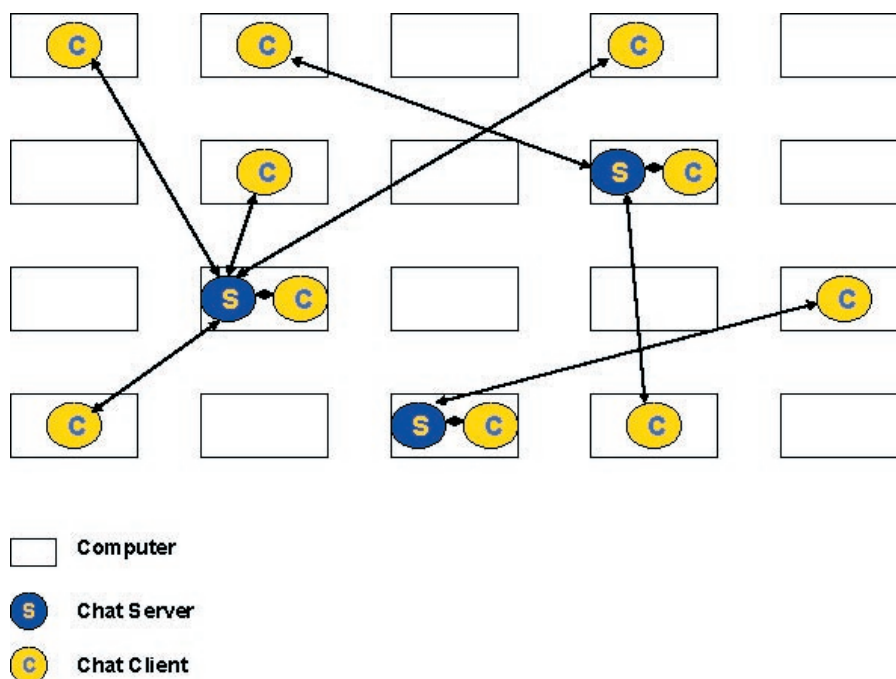 C C C
C S C
S C C
C S C C
Computer
S Chat Server
C Chat Client